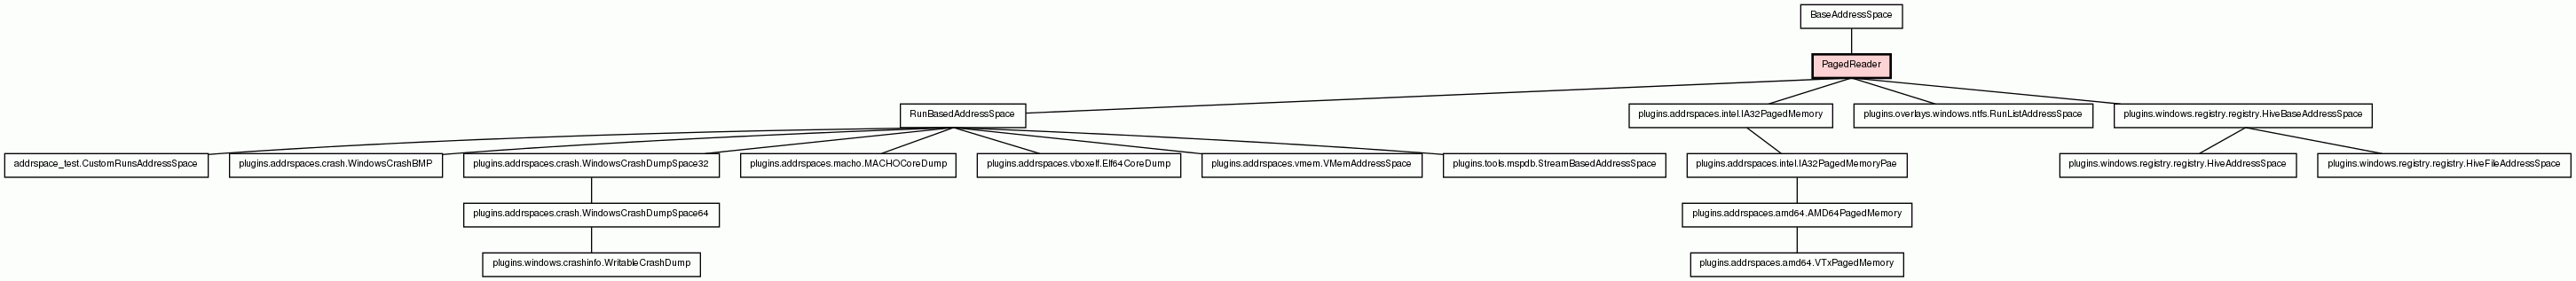 BaseAddressSpace
PagedReader
RunBasedAddressSpace
plugins.addrspaces.intel.IA32PagedMemory
plugins.overlays.windows.ntfs.RunListAddressSpace
plugins.windows.registry.registry.HiveBaseAddressSpace
addrspace_test.CustomRunsAddressSpace
plugins.addrspaces.crash.WindowsCrashBMP
plugins.addrspaces.crash.WindowsCrashDumpSpace32
plugins.addrspaces.macho.MACHOCoreDump
plugins.addrspaces.vboxelf.Elf64CoreDump
plugins.addrspaces.vmem.VMemAddressSpace
plugins.tools.mspdb.StreamBasedAddressSpace
plugins.addrspaces.intel.IA32PagedMemoryPae
plugins.windows.registry.registry.HiveAddressSpace
plugins.windows.registry.registry.HiveFileAddressSpace
plugins.addrspaces.crash.WindowsCrashDumpSpace64
plugins.addrspaces.amd64.AMD64PagedMemory
plugins.windows.crashinfo.WritableCrashDump
plugins.addrspaces.amd64.VTxPagedMemory